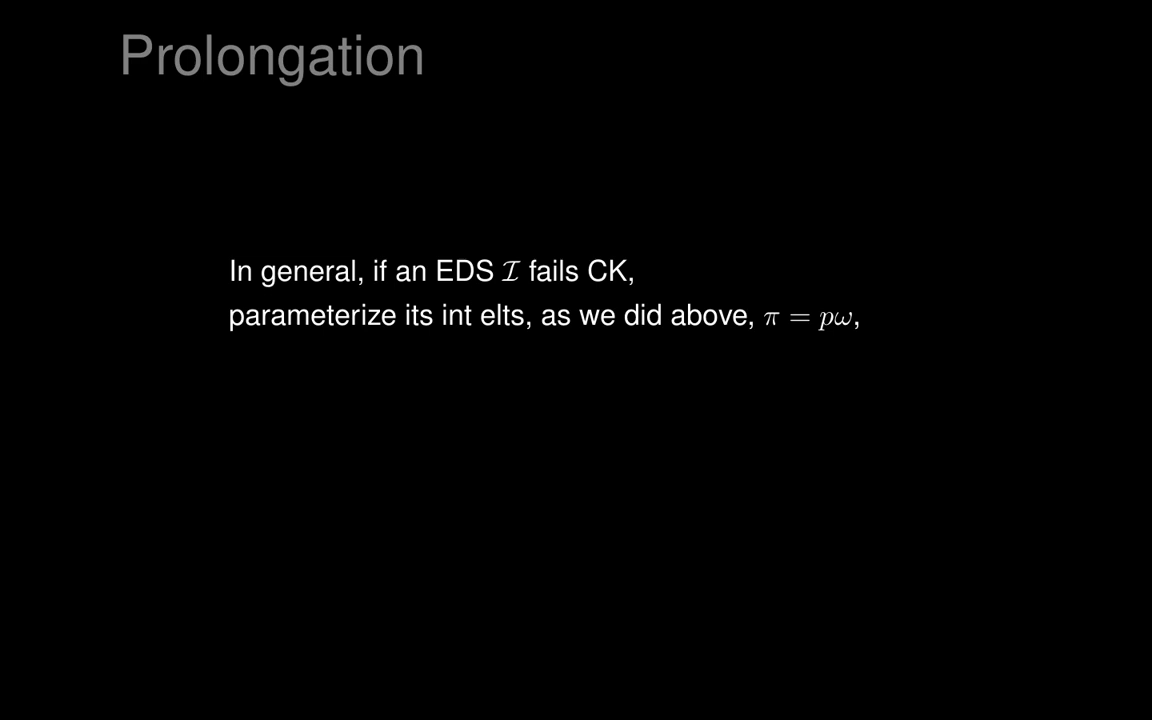 Prolongation
In general, if an EDS ℐ fails CK,
parameterize its int elts, as we did above, π = pω,